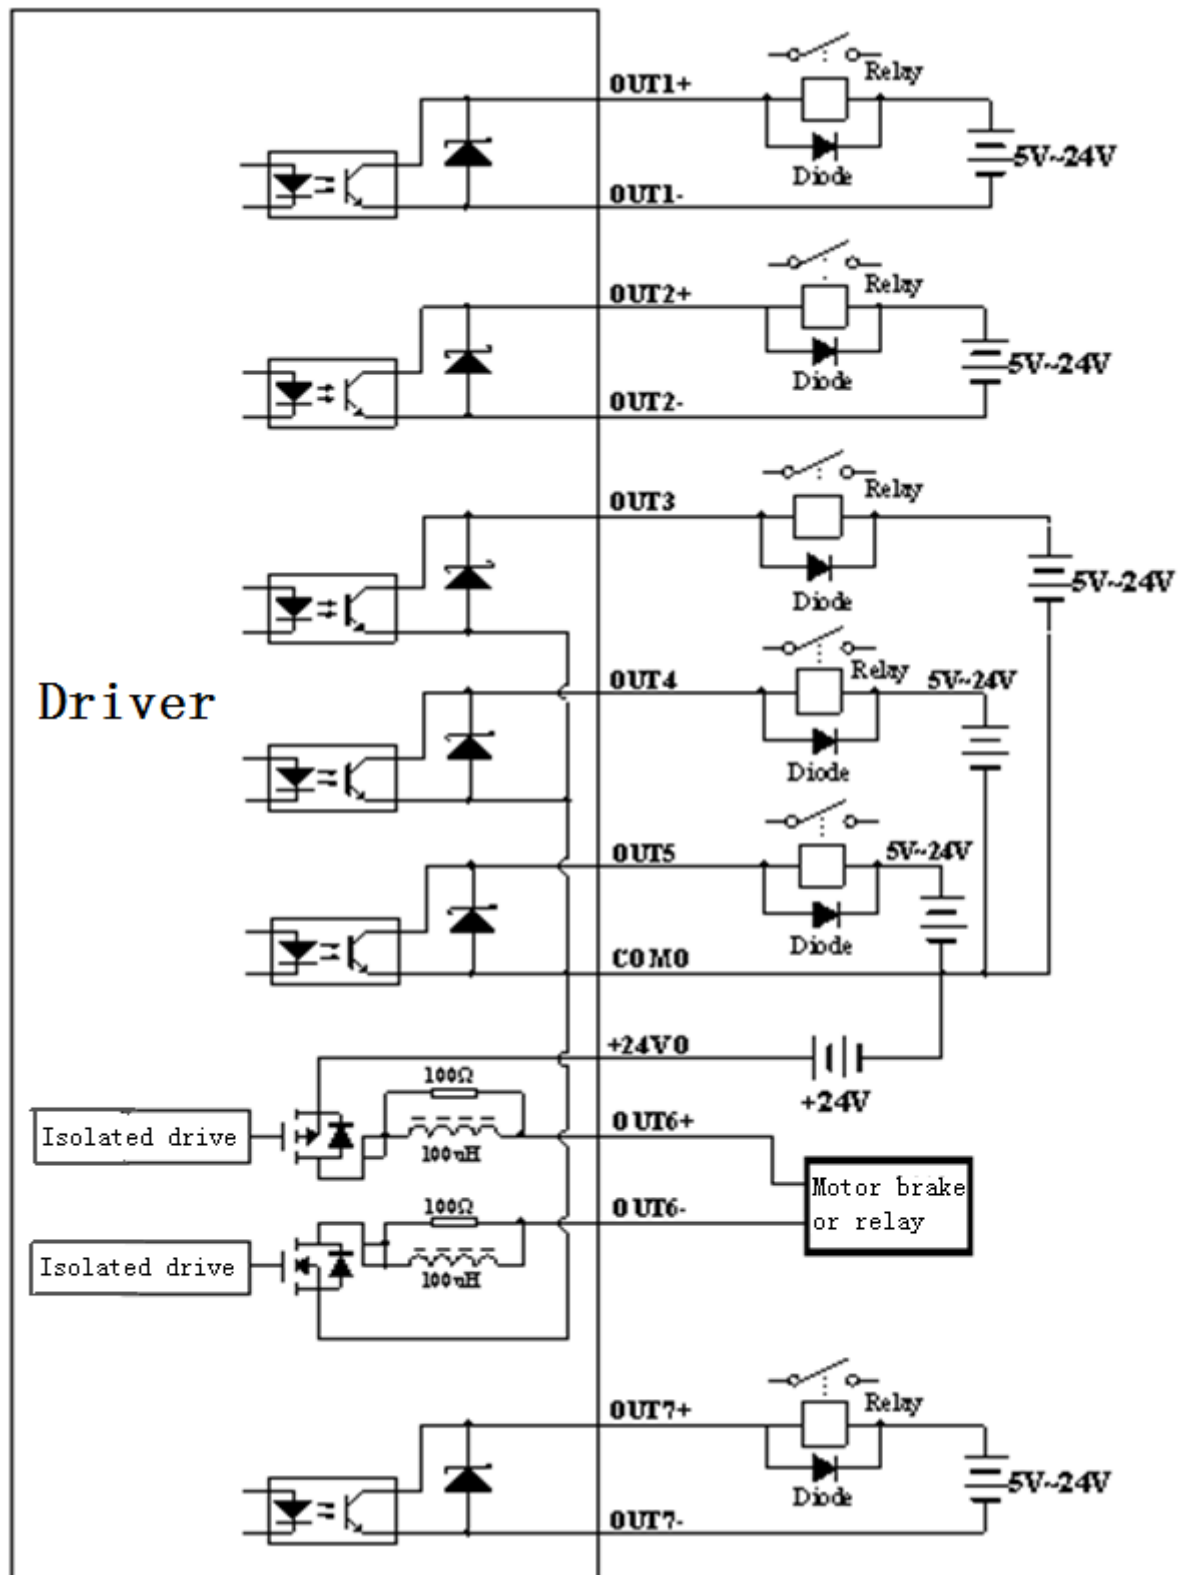 Relay
OUT1+
Diode
5V~24V
OUT1-
Relay
OUT2+
Diode
5V~24V
OUT2-
Relay
OUT3
Diode
5V~24V
Driver
Relay
OUT4
5V~24V
Diode
OUT5
5V~24V
Diode
COM0
+24V0
100Ω
+24V
Isolated drive
OUT6+
100uH
Motor brake
or relay
100Ω
OUT6-
Isolated drive
100uH
Relay
OUT7+
Diode
5V~24V
OUT7-